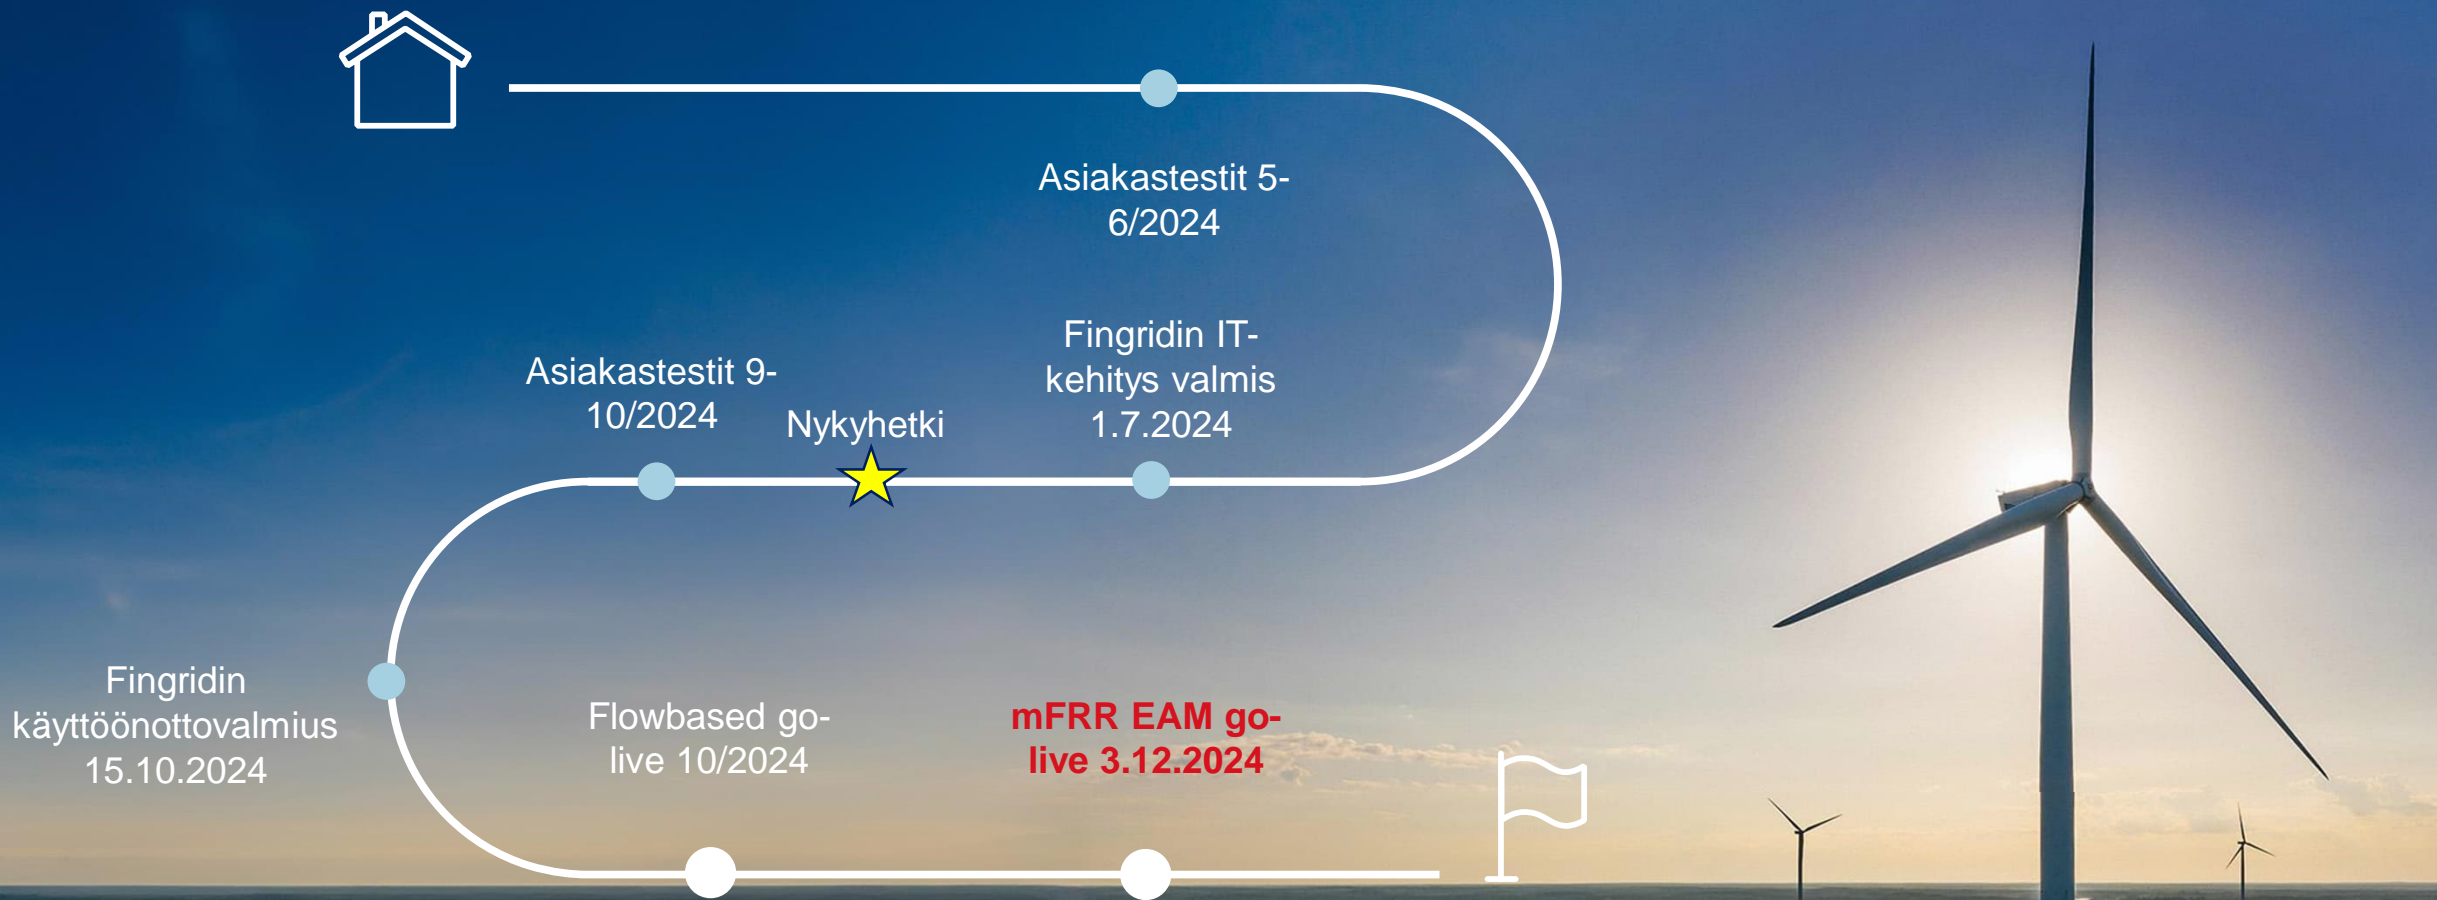 Asiakastestit 5-
6/2024
Fingridin IT-
kehitys valmis
1.7.2024
Nykyhetki
Asiakastestit 9-
10/2024
Fingridin
käyttöönottovalmius
15.10.2024
Flowbased go-
live 10/2024
mFRR EAM go-
live 3.12.2024